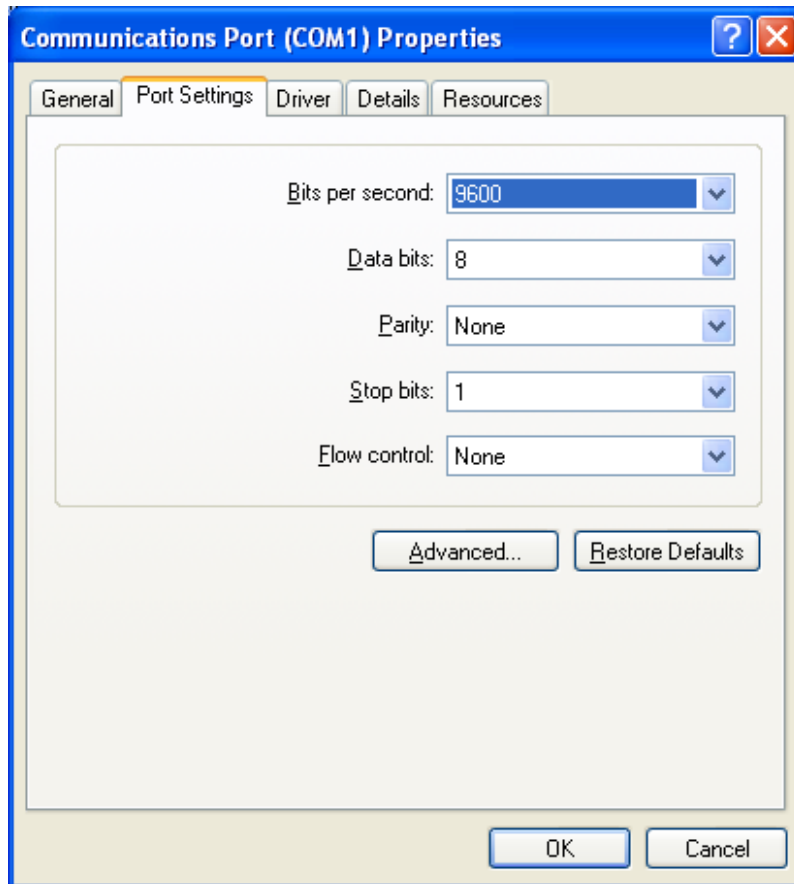 Communications Port (COM1) Properties ?
General Port Settings Driver Details Resources
Bits per second: 9600
Data bits: 8
Parity: None
Stop bits: 1
Flow control: None
Advanced... Restore Defaults
OK Cancel